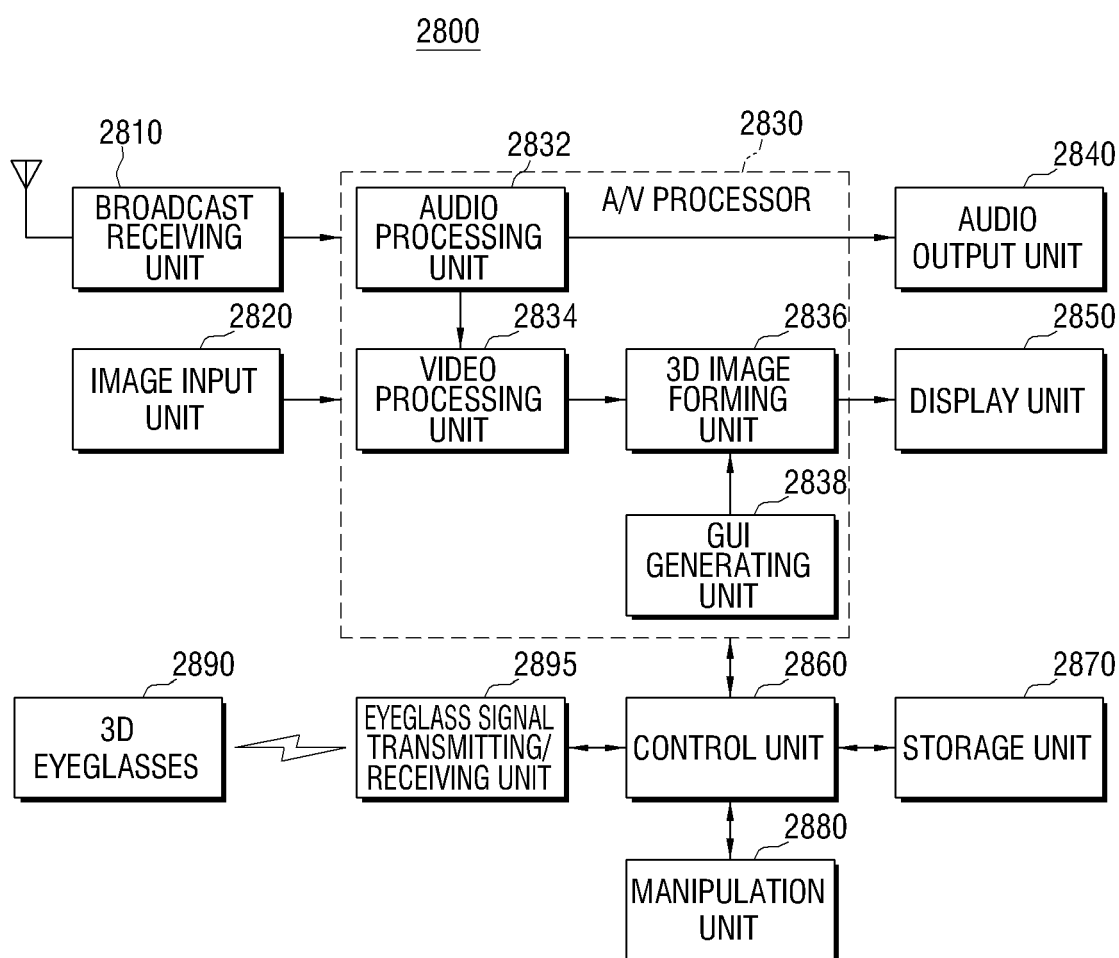 2800
2810
BROADCAST
RECEIVING
UNIT
2820
IMAGE INPUT
UNIT
2830
A/V PROCESSOR
2832
AUDIO
PROCESSING
UNIT
2834
VIDEO
PROCESSING
UNIT
2836
3D IMAGE
FORMING
UNIT
2838
GUI
GENERATING
UNIT
2840
AUDIO
OUTPUT UNIT
2850
DISPLAY UNIT
2890
3D
EYEGLASSES
2895
EYEGLASS SIGNAL
TRANSMITTING/
RECEIVING UNIT
2860
CONTROL UNIT
2870
STORAGE UNIT
2880
MANIPULATION
UNIT